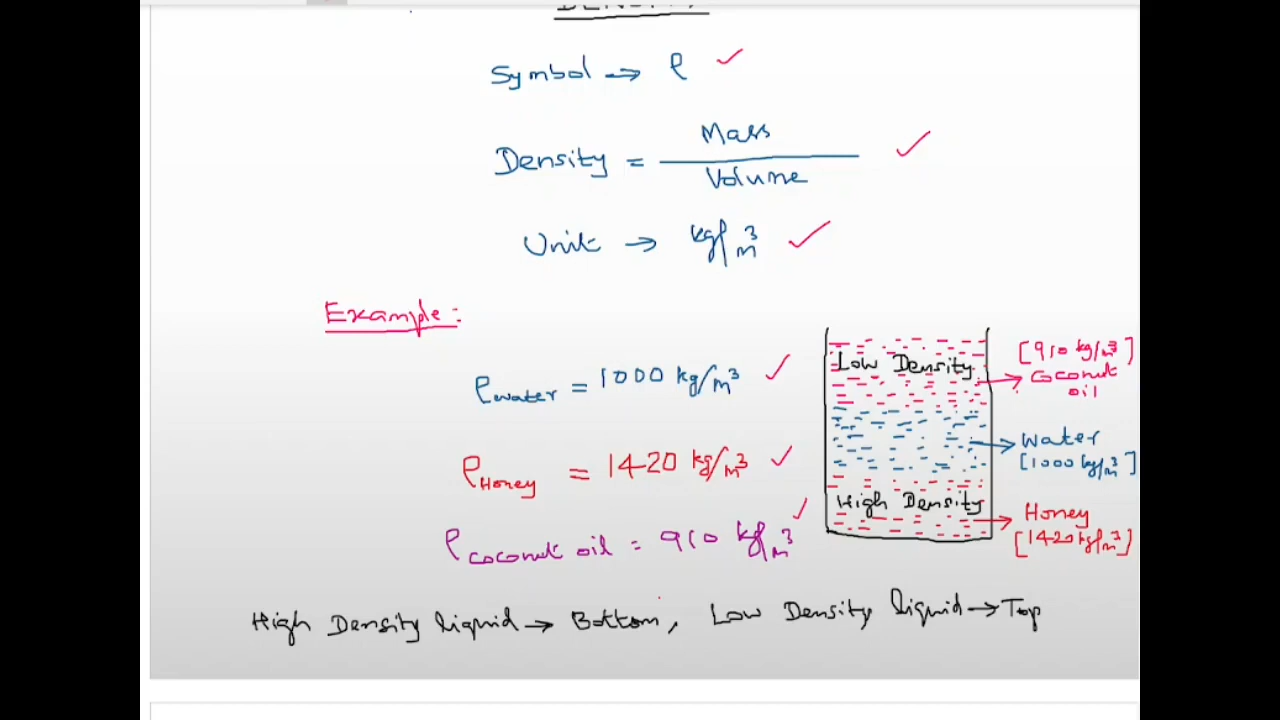 DENSITY
Symbol → ρ
Density = Mass / Volume
Unit → kg/m³
Example:
ρwater = 1000 kg/m³
ρHoney = 1420 kg/m³
ρcoconut oil = 910 kg/m³
Low Density
High Density
[910 kg/m³]
coconut
oil
Water
[1000 kg/m³]
Honey
[1420 kg/m³]
High Density liquid → Bottom, Low Density liquid → Top